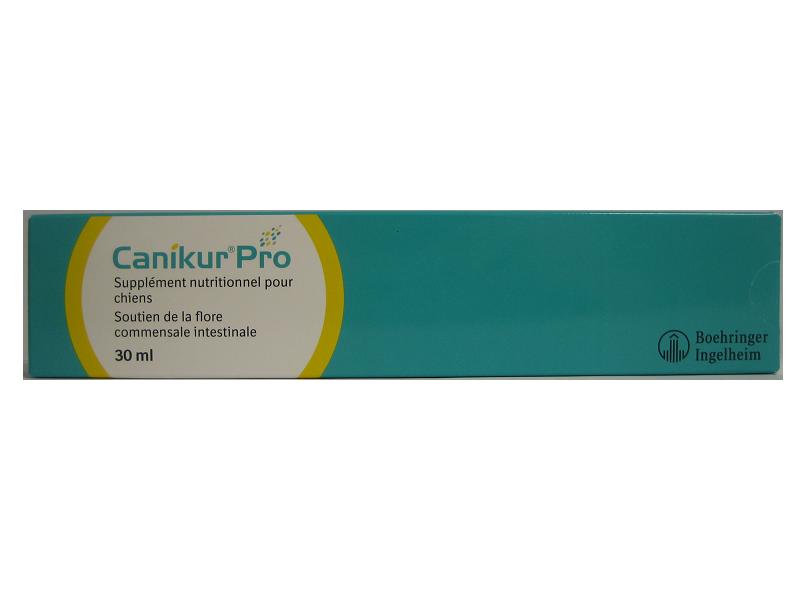 Canikur® Pro
Supplément nutritionnel pour
chiens
Soutien de la flore
commensale intestinale
30 ml
Boehringer
Ingelheim